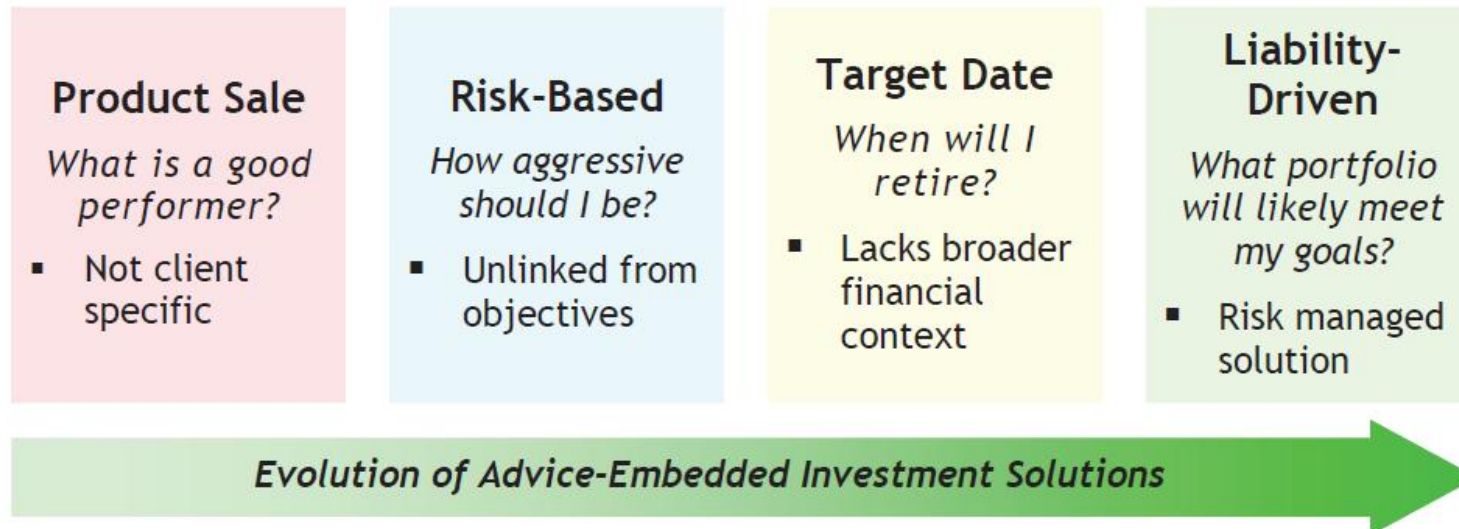 Product Sale
What is a good
performer?
▪ Not client
specific
Risk-Based
How aggressive
should I be?
▪ Unlinked from
objectives
Target Date
When will I
retire?
▪ Lacks broader
financial
context
Liability-
Driven
What portfolio
will likely meet
my goals?
▪ Risk managed
solution
Evolution of Advice-Embedded Investment Solutions